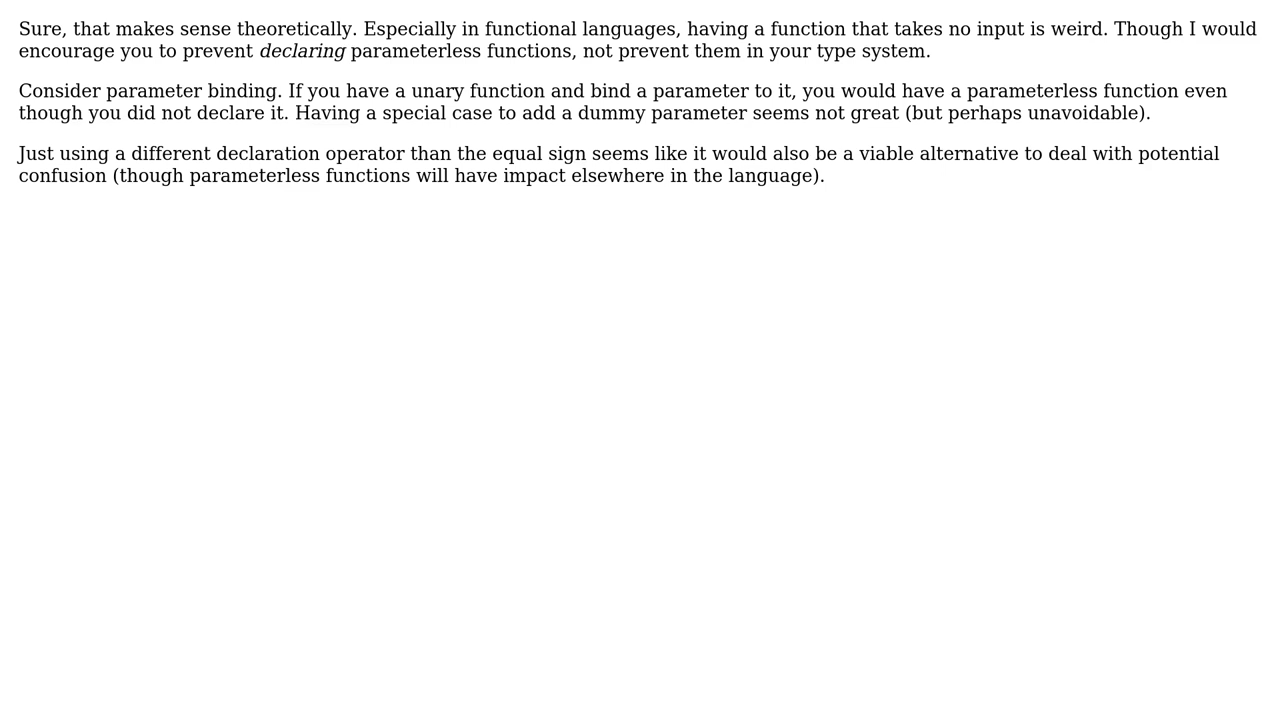 Sure, that makes sense theoretically. Especially in functional languages, having a function that takes no input is weird. Though I would
encourage you to prevent declaring parameterless functions, not prevent them in your type system.
Consider parameter binding. If you have a unary function and bind a parameter to it, you would have a parameterless function even
though you did not declare it. Having a special case to add a dummy parameter seems not great (but perhaps unavoidable).
Just using a different declaration operator than the equal sign seems like it would also be a viable alternative to deal with potential
confusion (though parameterless functions will have impact elsewhere in the language).